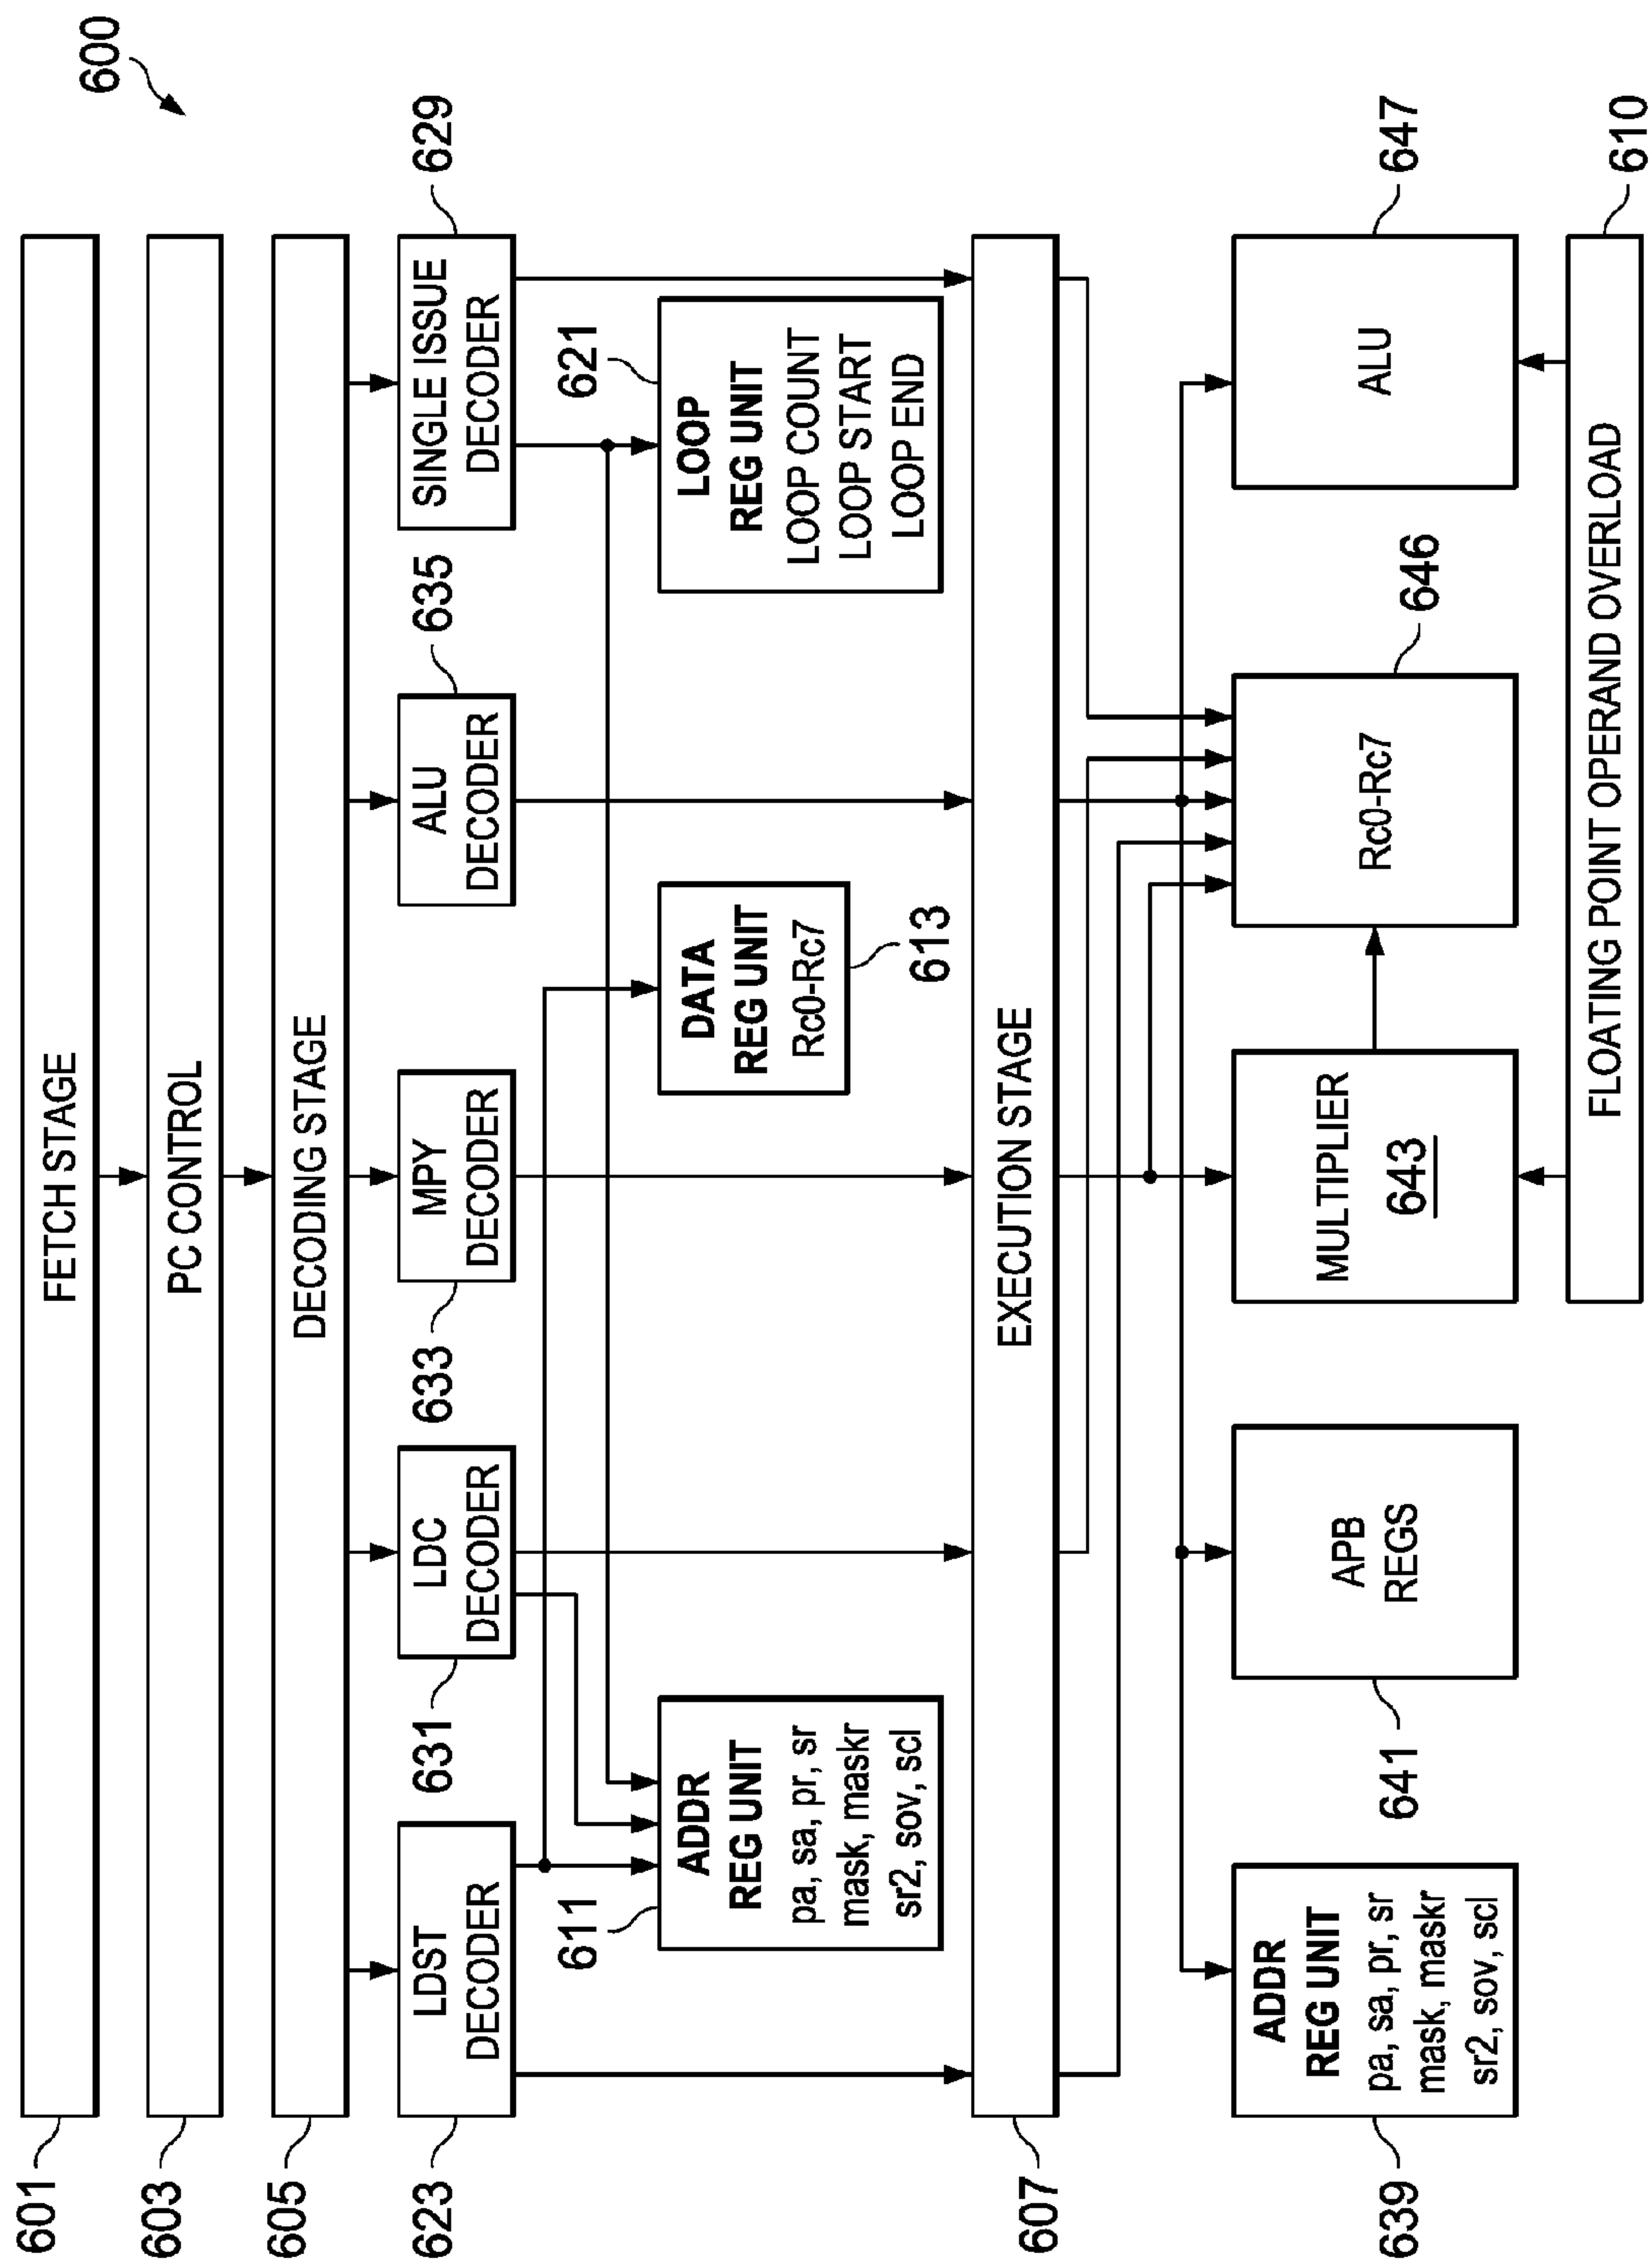 600
601
FETCH STAGE
603
PC CONTROL
605
DECODING STAGE
623
LDST
DECODER
631
LDC
DECODER
633
MPY
DECODER
635
ALU
DECODER
629
SINGLE ISSUE
DECODER
611
ADDR
REG UNIT
pa, sa, pr, sr
mask, maskr
sr2, sov, scl
613
DATA
REG UNIT
Rc0-Rc7
621
LOOP
REG UNIT
LOOP COUNT
LOOP START
LOOP END
607
EXECUTION STAGE
639
ADDR
REG UNIT
pa, sa, pr, sr
mask, maskr
sr2, sov, scl
641
APB
REGS
MULTIPLIER
643
646
Rc0-Rc7
647
ALU
610
FLOATING POINT OPERAND OVERLOAD